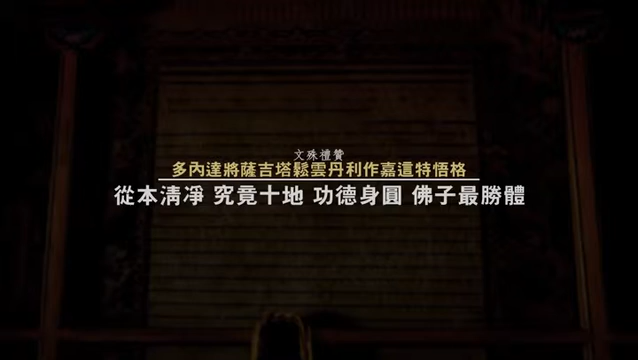 文殊禮贊
多內達將薩吉塔鬆雲丹利作嘉這特悟格
從本清凈 究竟十地 功德身圓 佛子最勝體